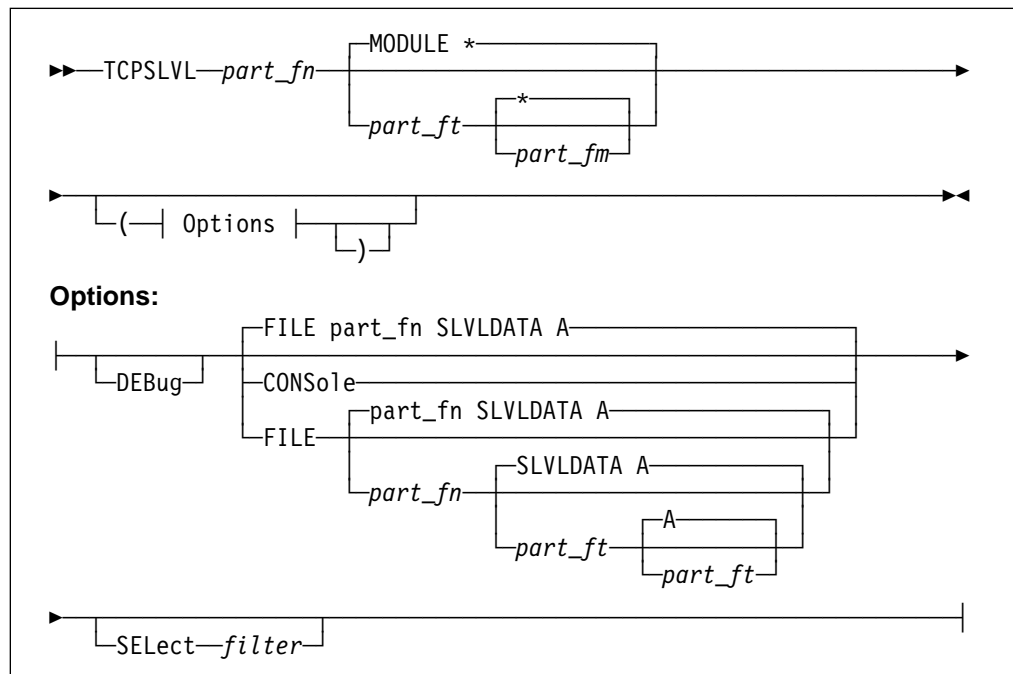 MODULE *
TCPSLVL part_fn
*
part_ft
part_fm
( Options
)
Options:
FILE part_fn SLVLDATA A
DEBug
CONSole
part_fn SLVLDATA A
FILE
SLVLDATA A
part_fn
A
part_ft
part_ft
SELect filter